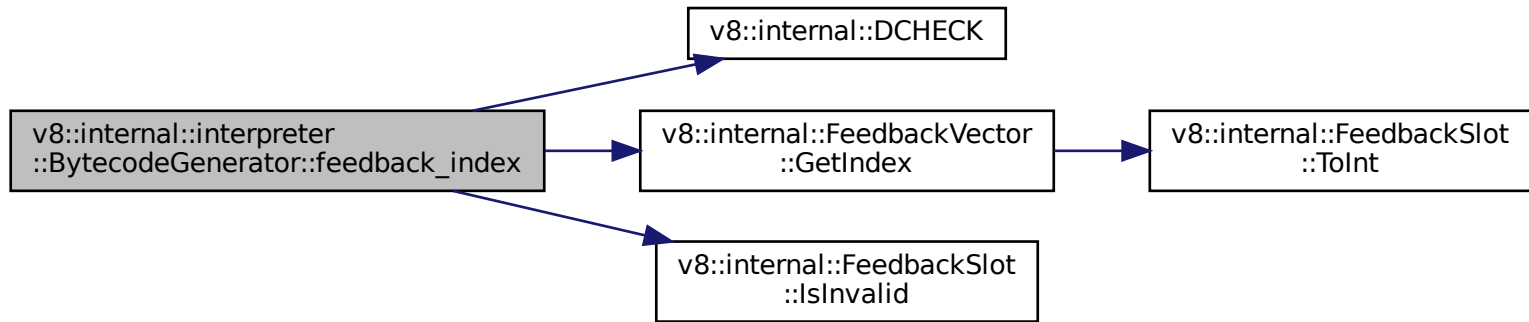 v8::internal::DCHECK
v8::internal::interpreter
::BytecodeGenerator::feedback_index
v8::internal::FeedbackVector
::GetIndex
v8::internal::FeedbackSlot
::ToInt
v8::internal::FeedbackSlot
::IsInvalid